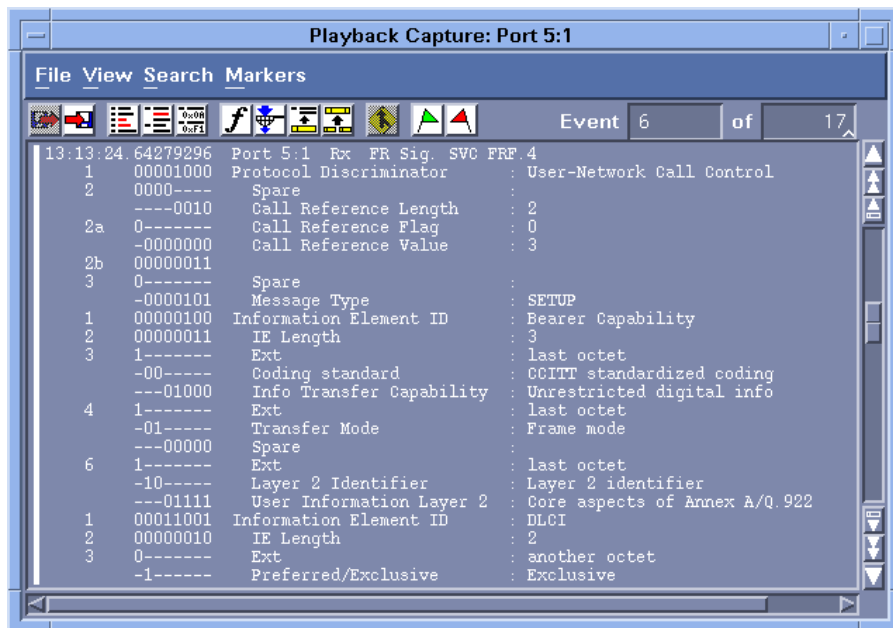 Playback Capture: Port 5:1
File View Search Markers
0x0A
0xF1
Event 6 of 17
13:13:24.64279296 Port 5:1 Rx FR Sig. SVC FRF.4
1 00001000 Protocol Discriminator : User-Network Call Control
2 0000---- Spare :
----0010 Call Reference Length : 2
2a 0------- Call Reference Flag : 0
-0000000 Call Reference Value : 3
2b 00000011
3 0------- Spare :
-0000101 Message Type : SETUP
1 00000100 Information Element ID : Bearer Capability
2 00000011 IE Length : 3
3 1------- Ext : last octet
-00----- Coding standard : CCITT standardized coding
---01000 Info Transfer Capability : Unrestricted digital info
4 1------- Ext : last octet
-01----- Transfer Mode : Frame mode
---00000 Spare :
6 1------- Ext : last octet
-10----- Layer 2 Identifier : Layer 2 identifier
---01111 User Information Layer 2 : Core aspects of Annex A/Q.922
1 00011001 Information Element ID : DLCI
2 00000010 IE Length : 2
3 0------- Ext : another octet
-1------ Preferred/Exclusive : Exclusive